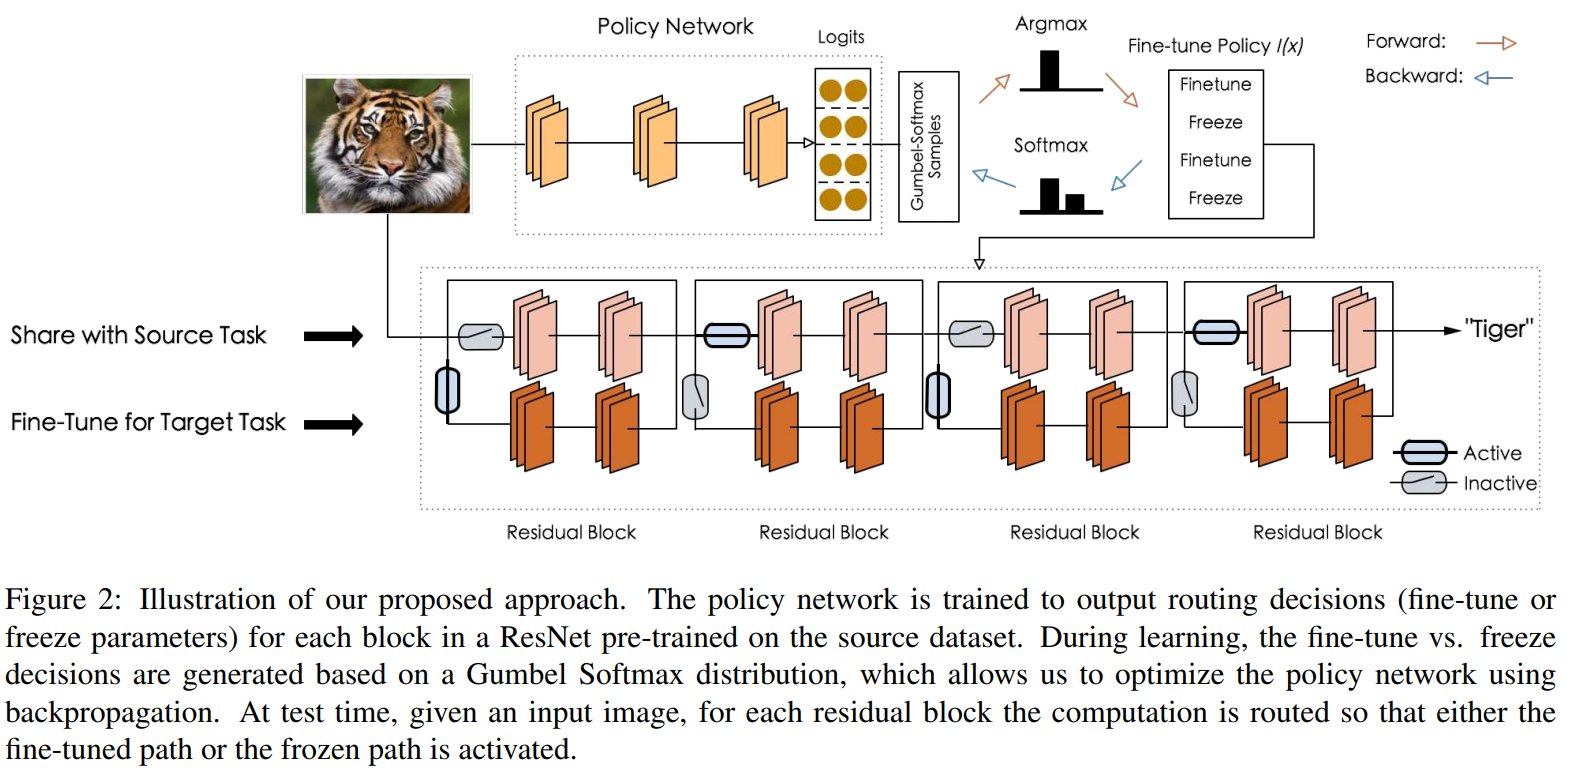 Policy Network
Logits
Argmax
Fine-tune Policy I(x)
Forward:
Backward:
Gumbel-Softmax
Samples
Softmax
Finetune
Freeze
Finetune
Freeze
Share with Source Task
Fine-Tune for Target Task
"Tiger"
Active
Inactive
Residual Block
Residual Block
Residual Block
Residual Block
Figure 2: Illustration of our proposed approach. The policy network is trained to output routing decisions (fine-tune or
freeze parameters) for each block in a ResNet pre-trained on the source dataset. During learning, the fine-tune vs. freeze
decisions are generated based on a Gumbel Softmax distribution, which allows us to optimize the policy network using
backpropagation. At test time, given an input image, for each residual block the computation is routed so that either the
fine-tuned path or the frozen path is activated.